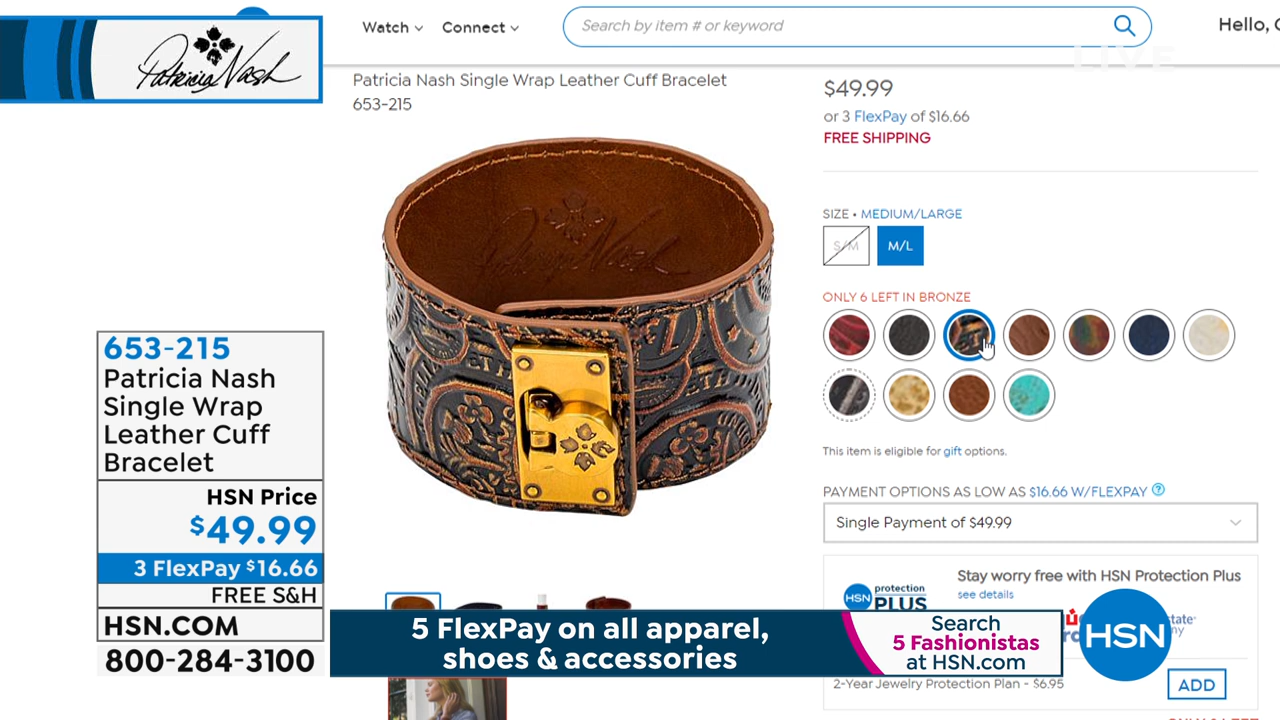 Patricia Nash
Watch
Connect
Search by item # or keyword
Hello,
LIVE
Patricia Nash Single Wrap Leather Cuff Bracelet
653-215
$49.99
or 3 FlexPay of $16.66
FREE SHIPPING
SIZE • MEDIUM/LARGE
S/M
M/L
ONLY 6 LEFT IN BRONZE
This item is eligible for gift options.
PAYMENT OPTIONS AS LOW AS $16.66 W/FLEXPAY ?
Single Payment of $49.99
HSN protection PLUS
Stay worry free with HSN Protection Plus
see details
2-Year Jewelry Protection Plan - $6.95
ADD
Patricia Nash
653-215
Patricia Nash
Single Wrap
Leather Cuff
Bracelet
HSN Price
$49.99
3 FlexPay $16.66
FREE S&H
HSN.COM
800-284-3100
5 FlexPay on all apparel,
shoes & accessories
Search
5 Fashionistas
at HSN.com
HSN